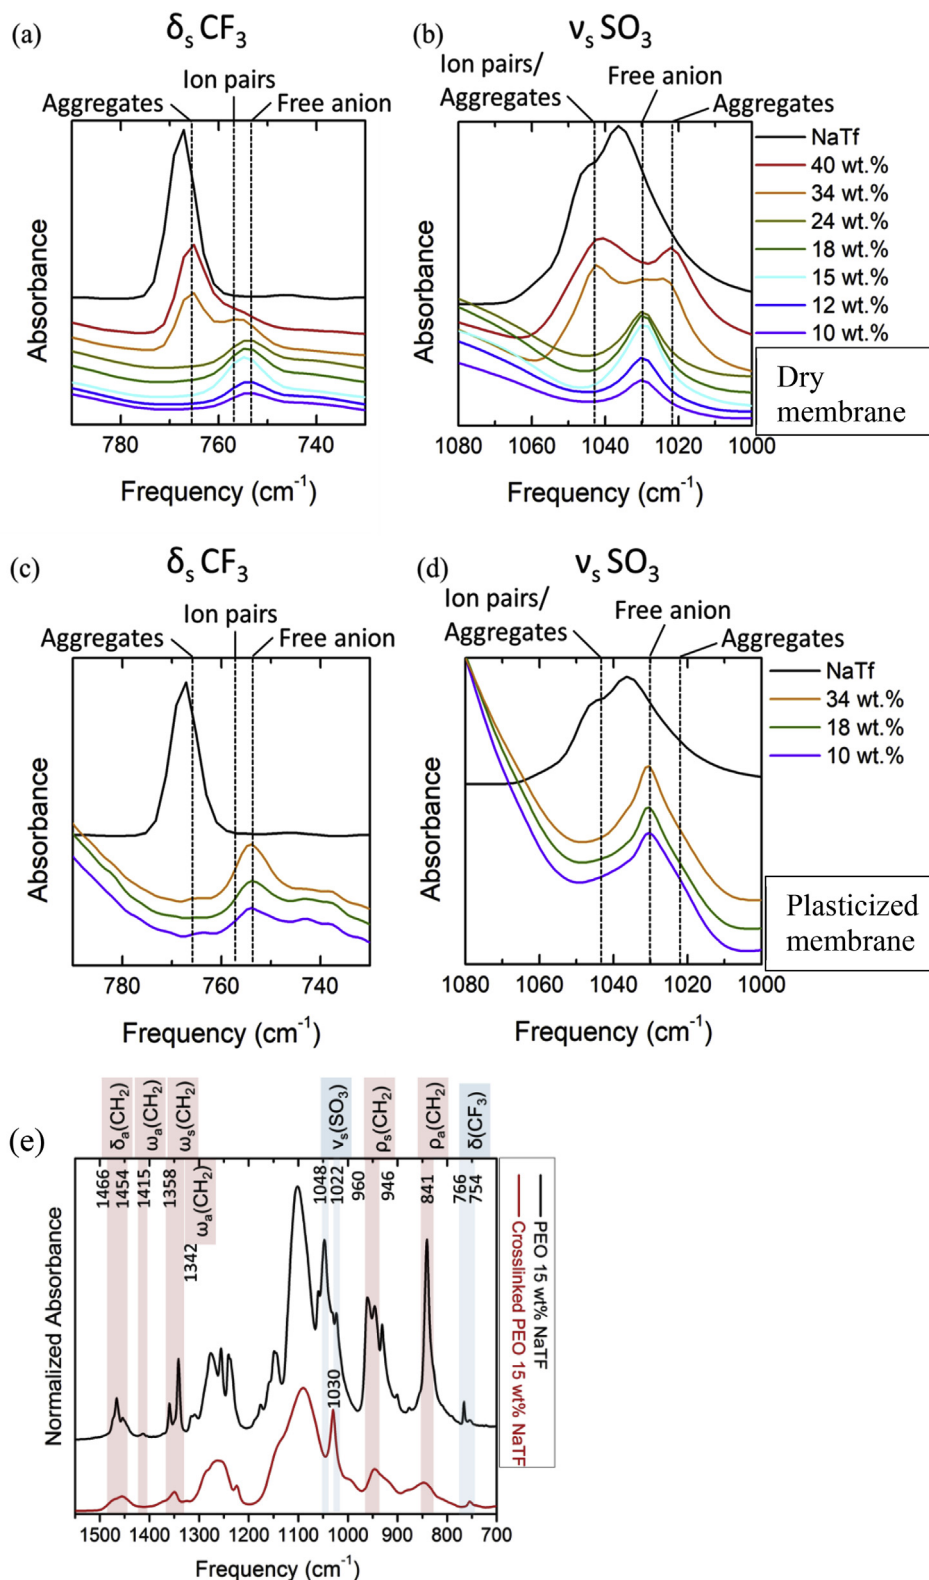 (a)
δs CF3
Ion pairs
Aggregates
Free anion
Absorbance
780
760
740
Frequency (cm-1)
(b)
νs SO3
Ion pairs/
Aggregates
Free anion
Aggregates
Absorbance
1080
1060
1040
1020
1000
Frequency (cm-1)
NaTf
40 wt.%
34 wt.%
24 wt.%
18 wt.%
15 wt.%
12 wt.%
10 wt.%
Dry
membrane
(c)
δs CF3
Ion pairs
Aggregates
Free anion
Absorbance
780
760
740
Frequency (cm-1)
(d)
νs SO3
Ion pairs/
Aggregates
Free anion
Aggregates
Absorbance
1080
1060
1040
1020
1000
Frequency (cm-1)
NaTf
34 wt.%
18 wt.%
10 wt.%
Plasticized
membrane
(e)
δa(CH2)
ωa(CH2)
ωs(CH2)
ωa(CH2)
νs(SO3)
ρs(CH2)
ρa(CH2)
δ(CF3)
1466
1454
1415
1358
1342
1048
1022
960
946
841
766
754
1030
Normalized Absorbance
1500 1400 1300 1200 1100 1000 900 800 700
Frequency (cm-1)
PEO 15 wt% NaTF
Crosslinked PEO 15 wt% NaTF